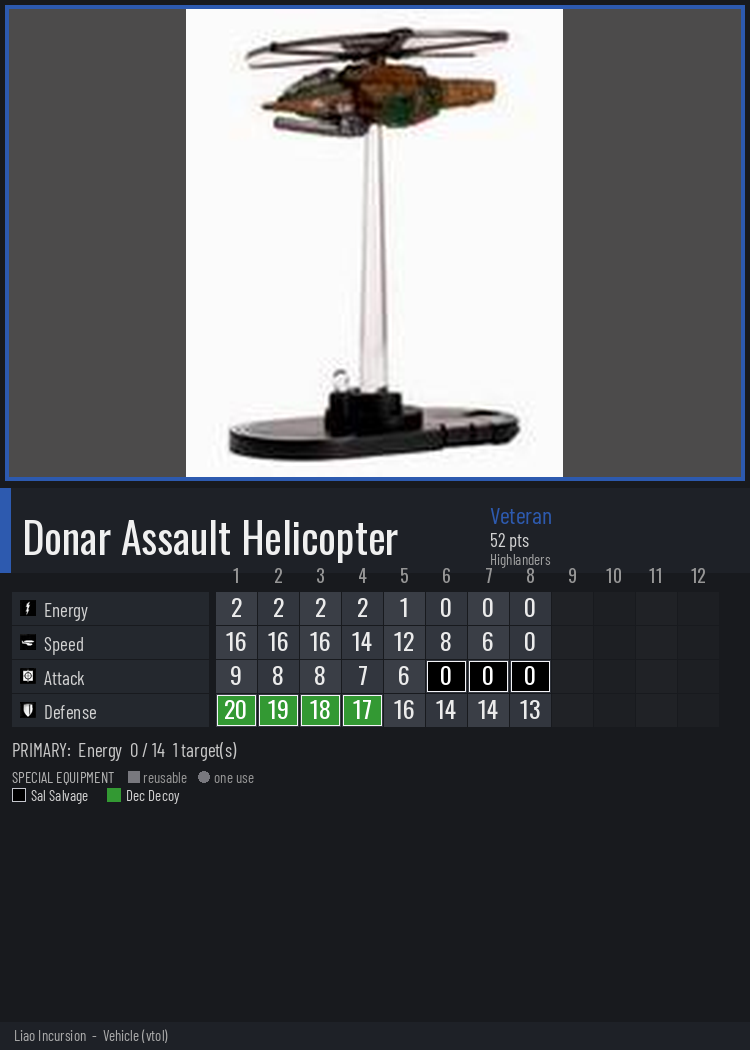 Donar Assault Helicopter
Veteran
52 pts
Highlanders
1 2 3 4 5 6 7 8 9 10 11 12
Energy 2 2 2 2 1 0 0 0
Speed 16 16 16 14 12 8 6 0
Attack 9 8 8 7 6 0 0 0
Defense 20 19 18 17 16 14 14 13
PRIMARY: Energy 0 / 14 1 target(s)
SPECIAL EQUIPMENT reusable one use
Sal Salvage Dec Decoy
Liao Incursion - Vehicle (vtol)